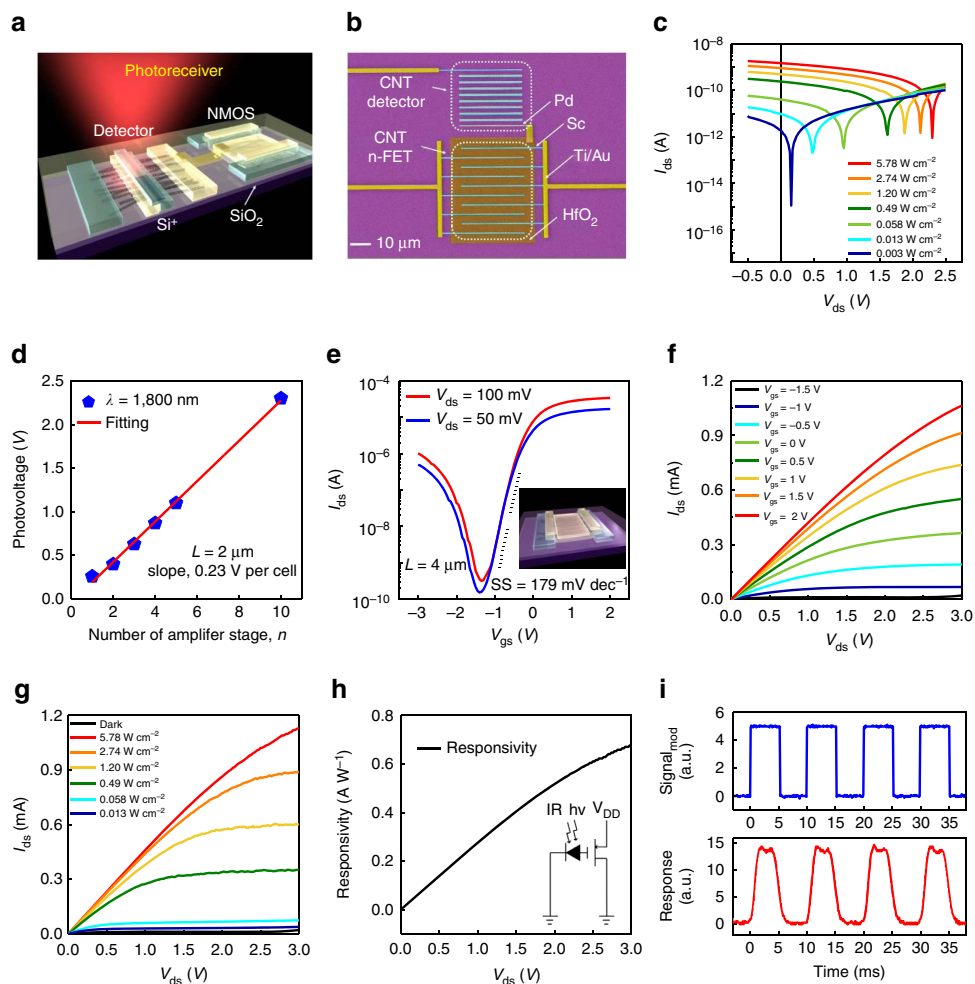 a
Photoreceiver
Detector
NMOS
Si⁺
SiO₂
b
CNT
detector
Pd
Sc
CNT
n-FET
Ti/Au
HfO₂
10 μm
c
I_ds (A)
10⁻⁸
10⁻¹⁰
10⁻¹²
10⁻¹⁴
10⁻¹⁶
5.78 W cm⁻²
2.74 W cm⁻²
1.20 W cm⁻²
0.49 W cm⁻²
0.058 W cm⁻²
0.013 W cm⁻²
0.003 W cm⁻²
−0.5 0.0 0.5 1.0 1.5 2.0 2.5
V_ds (V)
d
Photovoltage (V)
2.5
2.0
1.5
1.0
0.5
0.0
λ = 1,800 nm
Fitting
L = 2 μm
slope, 0.23 V per cell
0 2 4 6 8 10
Number of amplifer stage, n
e
I_ds (A)
10⁻⁴
10⁻⁶
10⁻⁸
10⁻¹⁰
V_ds = 100 mV
V_ds = 50 mV
L = 4 μm
SS = 179 mV dec⁻¹
−3 −2 −1 0 1 2
V_gs (V)
f
I_ds (mA)
1.2
0.9
0.6
0.3
0.0
V_gs = −1.5 V
V_gs = −1 V
V_gs = −0.5 V
V_gs = 0 V
V_gs = 0.5 V
V_gs = 1 V
V_gs = 1.5 V
V_gs = 2 V
0.0 0.5 1.0 1.5 2.0 2.5 3.0
V_ds (V)
g
I_ds (mA)
1.2
0.9
0.6
0.3
0.0
Dark
5.78 W cm⁻²
2.74 W cm⁻²
1.20 W cm⁻²
0.49 W cm⁻²
0.058 W cm⁻²
0.013 W cm⁻²
0.0 0.5 1.0 1.5 2.0 2.5 3.0
V_ds (V)
h
Responsivity (A W⁻¹)
0.8
0.6
0.4
0.2
0.0
Responsivity
IR hv V_DD
0.0 0.5 1.0 1.5 2.0 2.5 3.0
V_ds (V)
i
Signal_mod
(a.u.)
6
4
2
0
0 5 10 15 20 25 30 35
Response
(a.u.)
15
10
5
0
0 5 10 15 20 25 30 35
Time (ms)